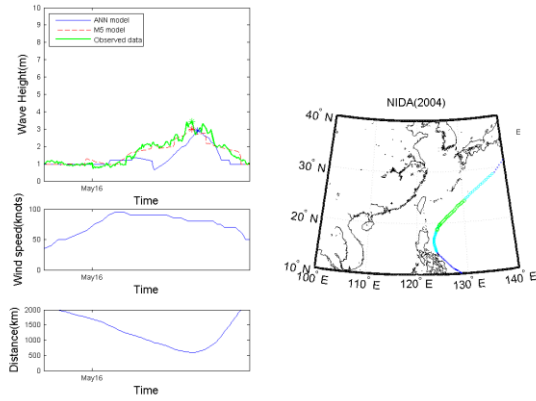 ANN model
M5 model
Observed data
10
9
8
7
6
5
4
3
2
1
0
Wave Height(m)
May16
Time
100
50
0
Wind speed(knots)
May16
Time
2000
1500
1000
500
0
Distance(km)
May16
Time
NIDA(2004)
40° N
30° N
20° N
10° N
100° E
110° E
120° E
130° E
140° E
E